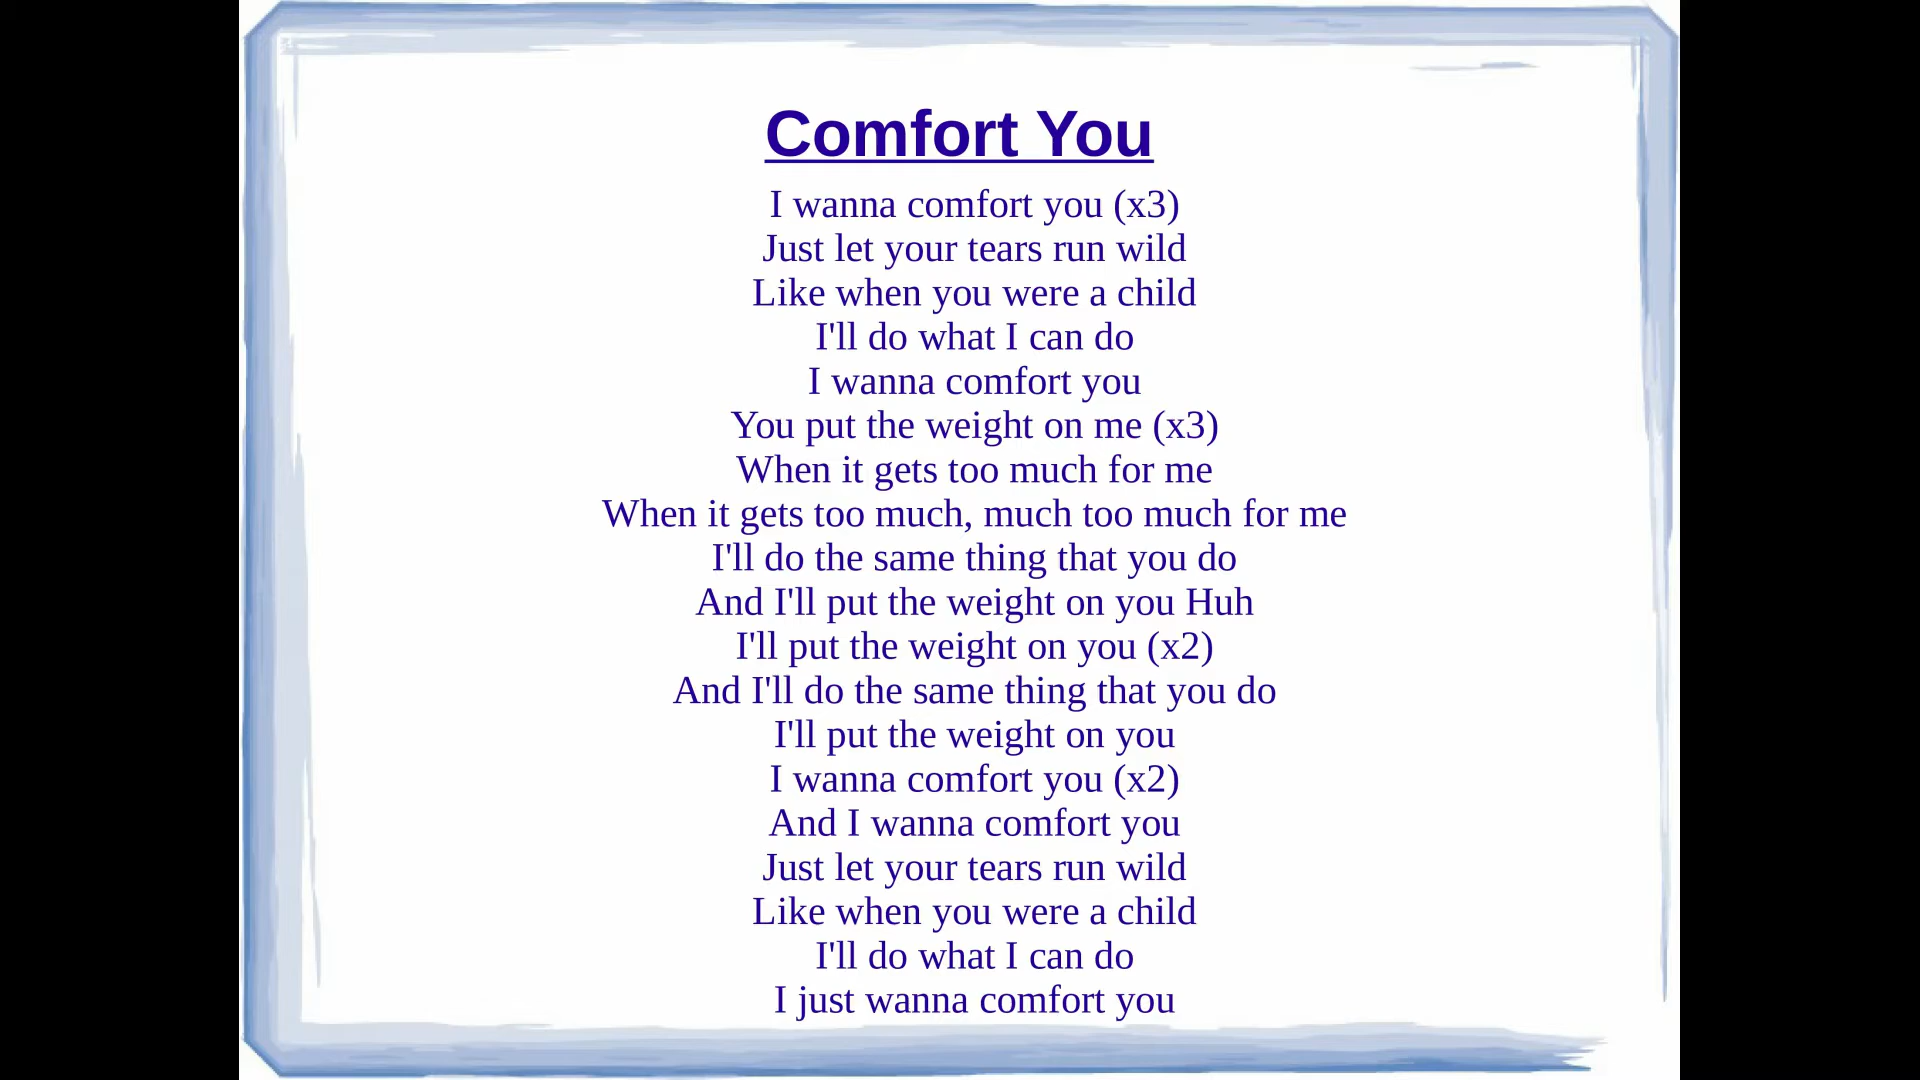 Comfort You
I wanna comfort you (x3)
Just let your tears run wild
Like when you were a child
I'll do what I can do
I wanna comfort you
You put the weight on me (x3)
When it gets too much for me
When it gets too much, much too much for me
I'll do the same thing that you do
And I'll put the weight on you Huh
I'll put the weight on you (x2)
And I'll do the same thing that you do
I'll put the weight on you
I wanna comfort you (x2)
And I wanna comfort you
Just let your tears run wild
Like when you were a child
I'll do what I can do
I just wanna comfort you